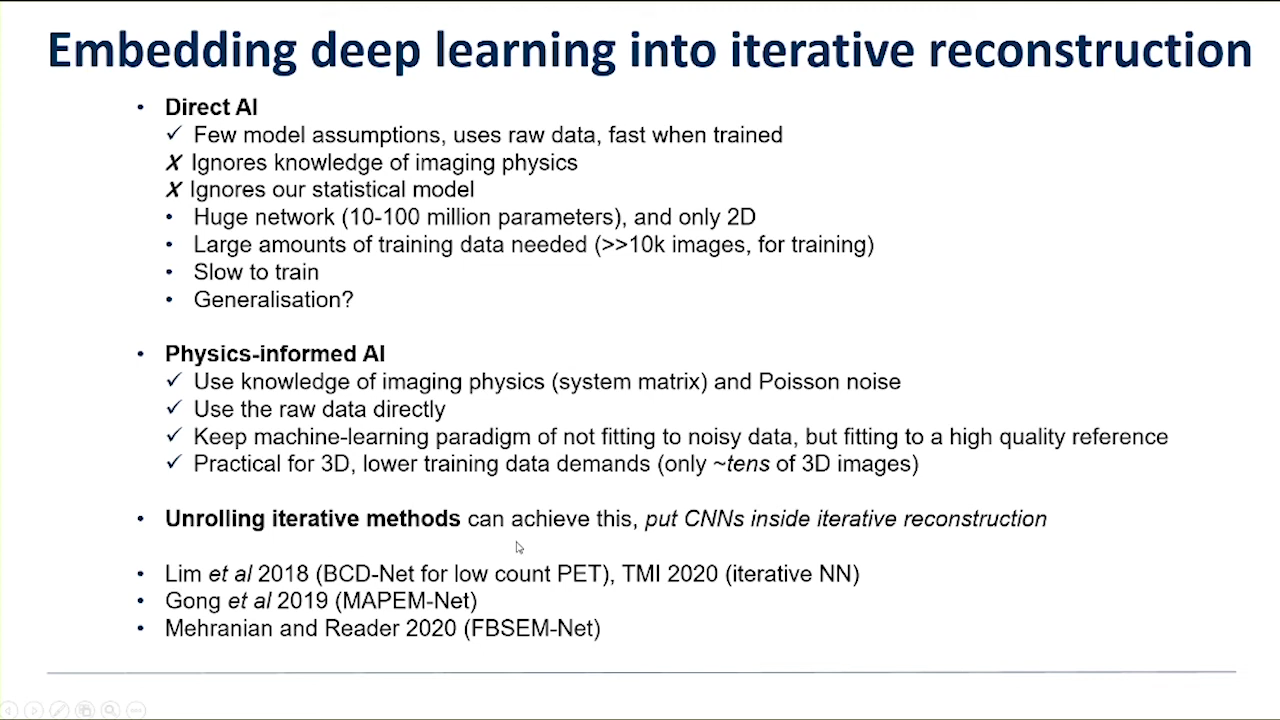 Embedding deep learning into iterative reconstruction
• Direct AI
✓ Few model assumptions, uses raw data, fast when trained
✗ Ignores knowledge of imaging physics
✗ Ignores our statistical model
• Huge network (10-100 million parameters), and only 2D
• Large amounts of training data needed (>>10k images, for training)
• Slow to train
• Generalisation?
• Physics-informed AI
✓ Use knowledge of imaging physics (system matrix) and Poisson noise
✓ Use the raw data directly
✓ Keep machine-learning paradigm of not fitting to noisy data, but fitting to a high quality reference
✓ Practical for 3D, lower training data demands (only ~tens of 3D images)
• Unrolling iterative methods can achieve this, put CNNs inside iterative reconstruction
• Lim et al 2018 (BCD-Net for low count PET), TMI 2020 (iterative NN)
• Gong et al 2019 (MAPEM-Net)
• Mehranian and Reader 2020 (FBSEM-Net)